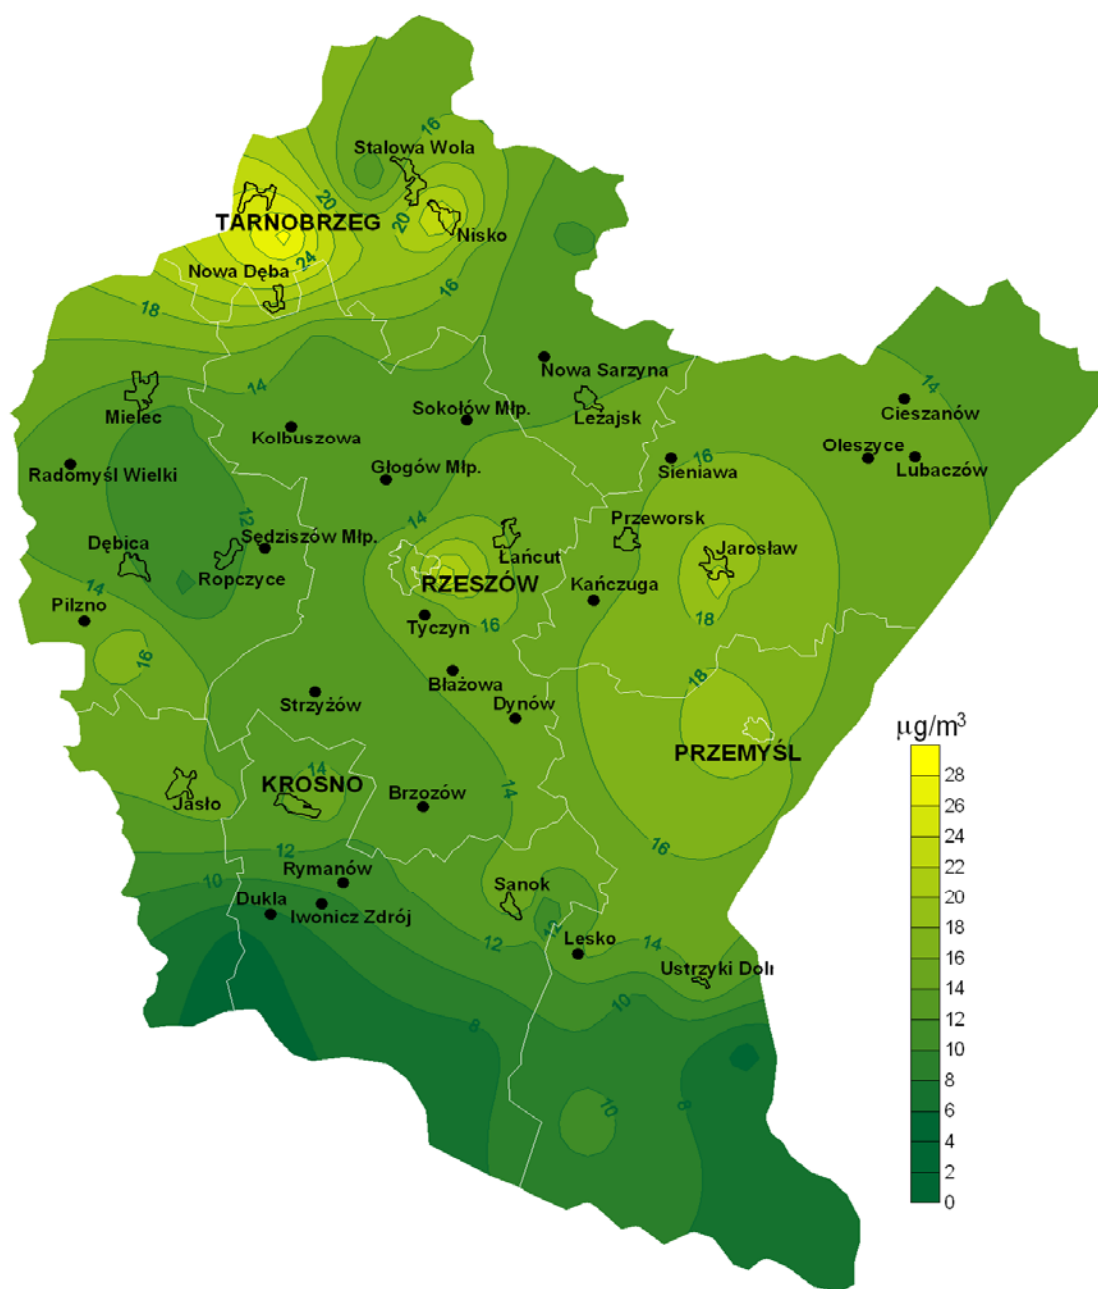 16
Stalowa Wola
20
TARNOBRZEG
20
Nisko
24
Nowa Dęba
16
18
Nowa Sarzyna
14
14
Mielec
Sokołów Młp.
Leżajsk
Cieszanów
Kolbuszowa
Oleszyce
16
Lubaczów
Radomyśl Wielki
Głogów Młp.
Sieniawa
12
14
Przeworsk
Dębica
Sędziszów Młp.
Łańcut
Jarosław
Ropczyce
RZESZÓW
Kańczuga
14
Pilzno
Tyczyn
16
18
16
Błażowa
18
Strzyżów
Dynów
μg/m³
PRZEMYŚL
14
KROSNO
Jasło
Brzozów
14
28
26
24
22
20
18
16
14
12
10
8
6
4
2
0
12
16
Rymanów
10
Sanok
Dukla
Iwonicz Zdrój
12
12
Lesko
14
Ustrzyki Dolr
10
8
10
8